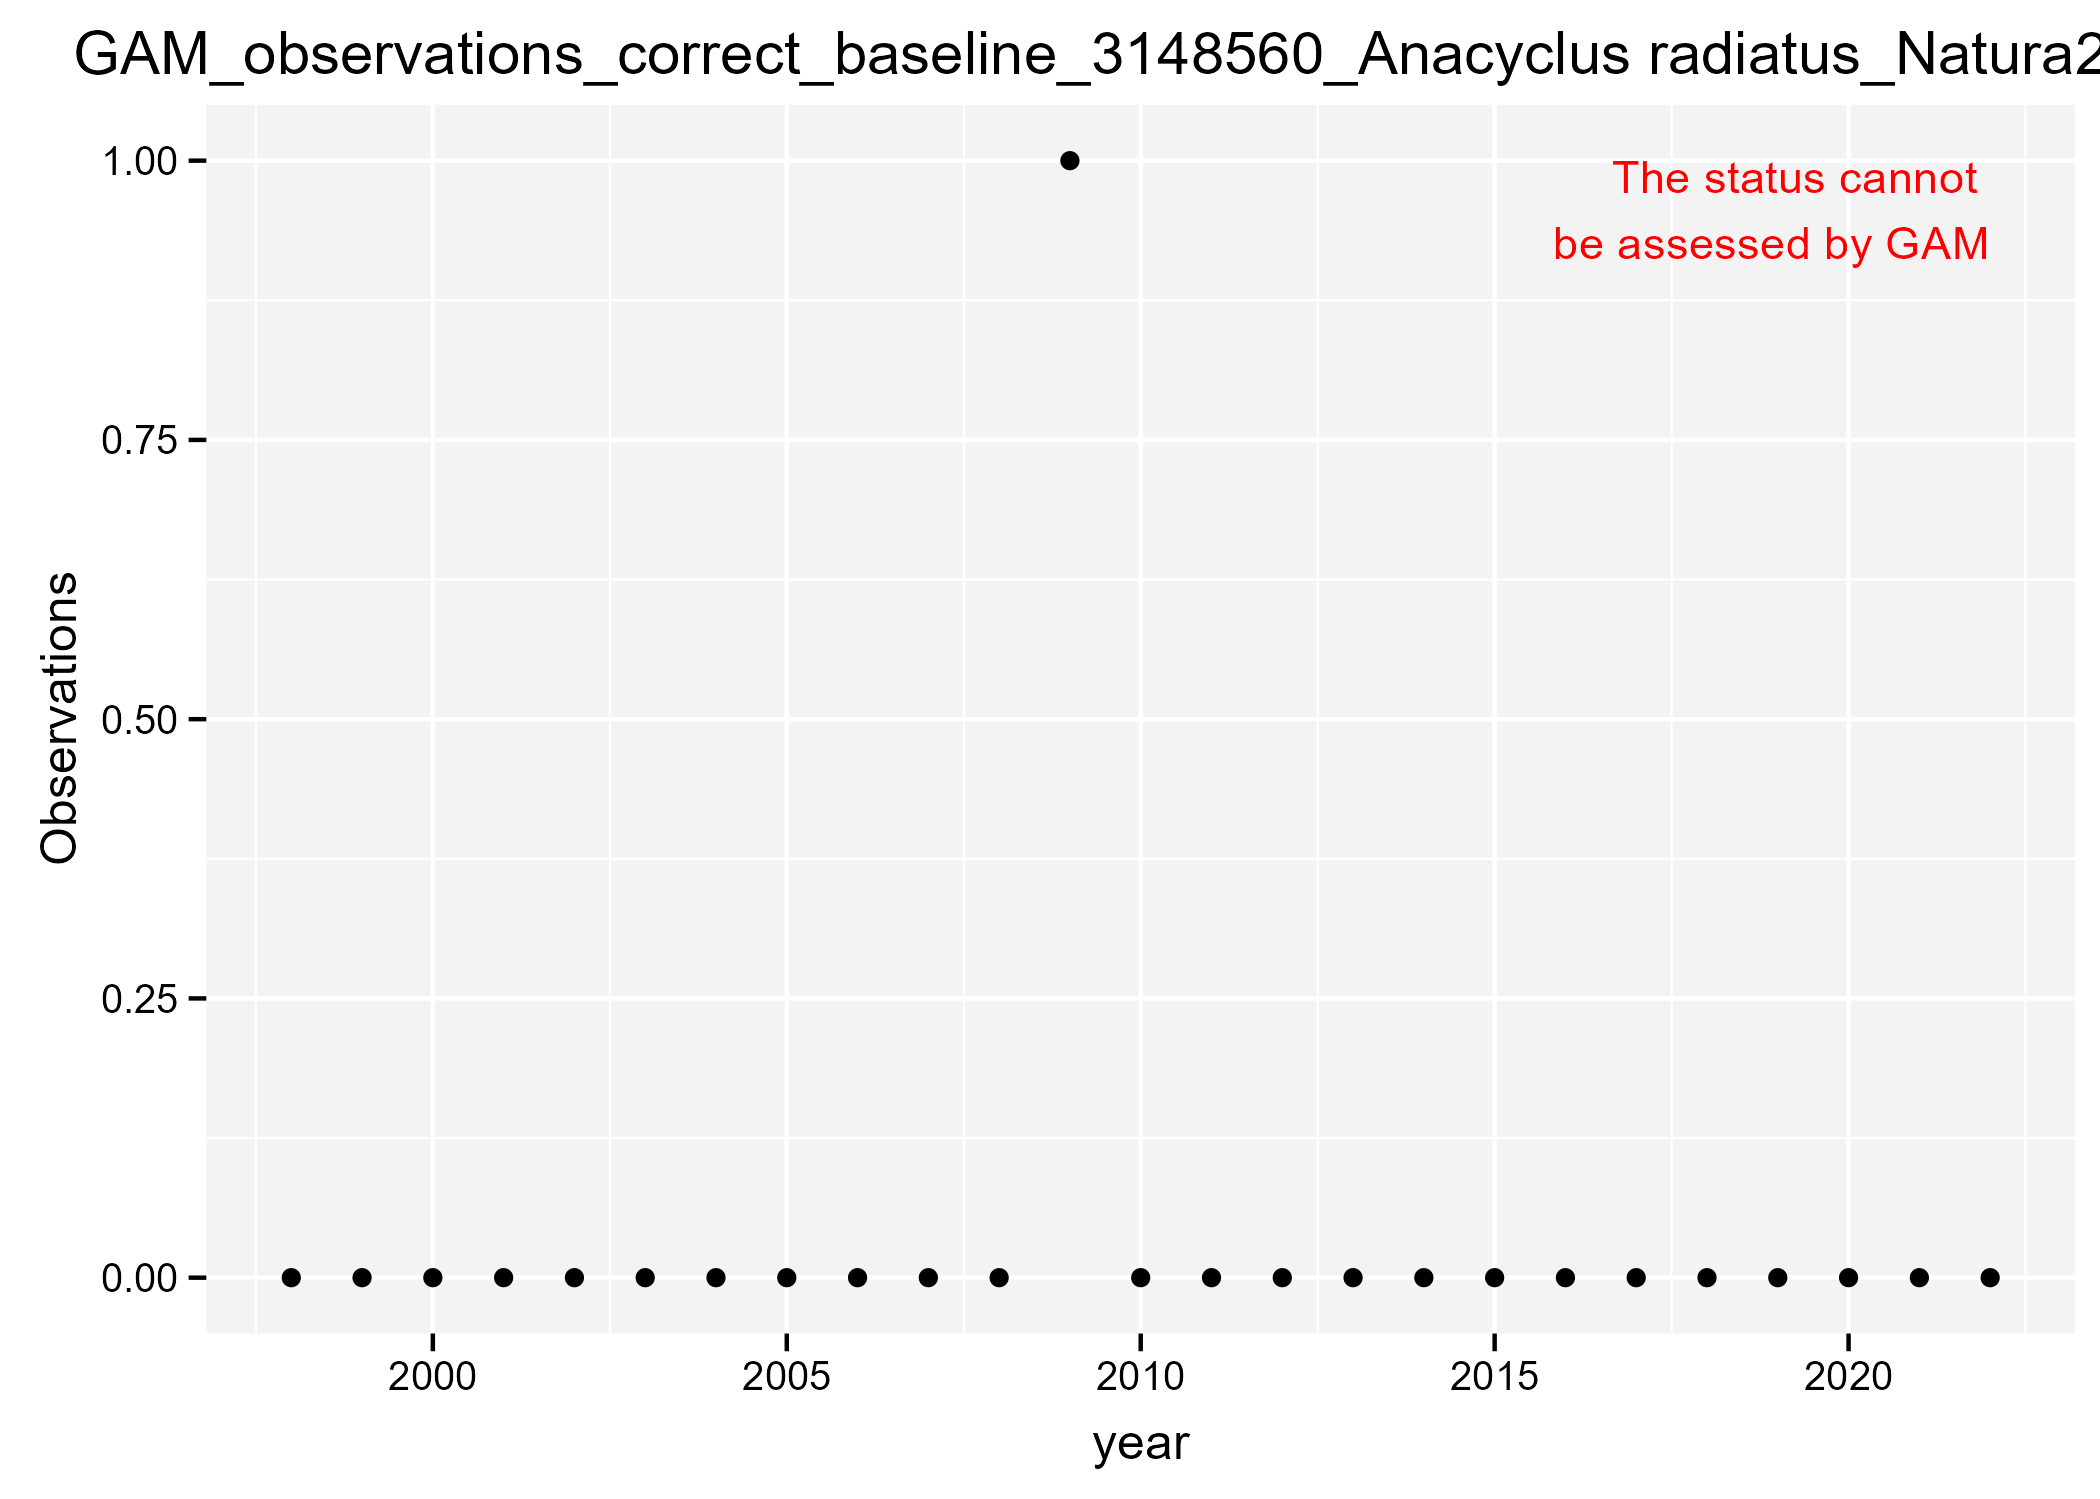 GAM_observations_correct_baseline_3148560_Anacyclus radiatus_Natura2
The status cannot
be assessed by GAM
1.00
0.75
0.50
0.25
0.00
Observations
2000 2005 2010 2015 2020
year